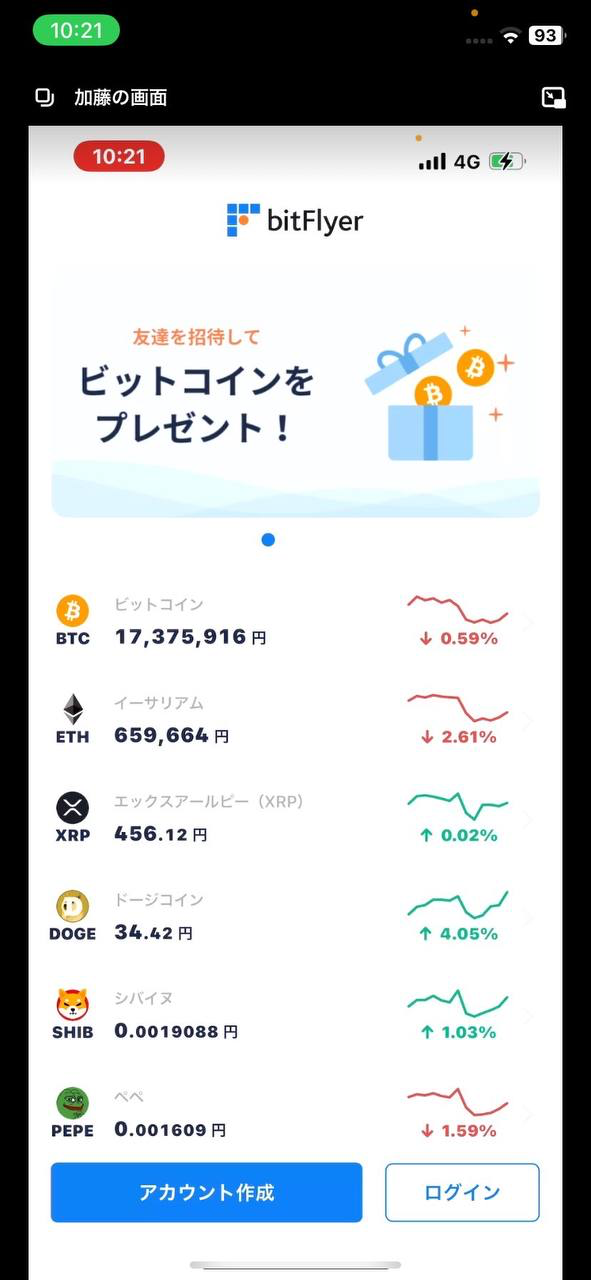 10:21
93
加藤の画面
10:21
4G
bitFlyer
友達を招待して
ビットコインを
プレゼント！
ビットコイン
BTC 17,375,916 円 ↓ 0.59%
イーサリアム
ETH 659,664 円 ↓ 2.61%
エックスアールピー（XRP）
XRP 456.12 円 ↑ 0.02%
ドージコイン
DOGE 34.42 円 ↑ 4.05%
シバイヌ
SHIB 0.0019088 円 ↑ 1.03%
ぺぺ
PEPE 0.001609 円 ↓ 1.59%
アカウント作成 ログイン